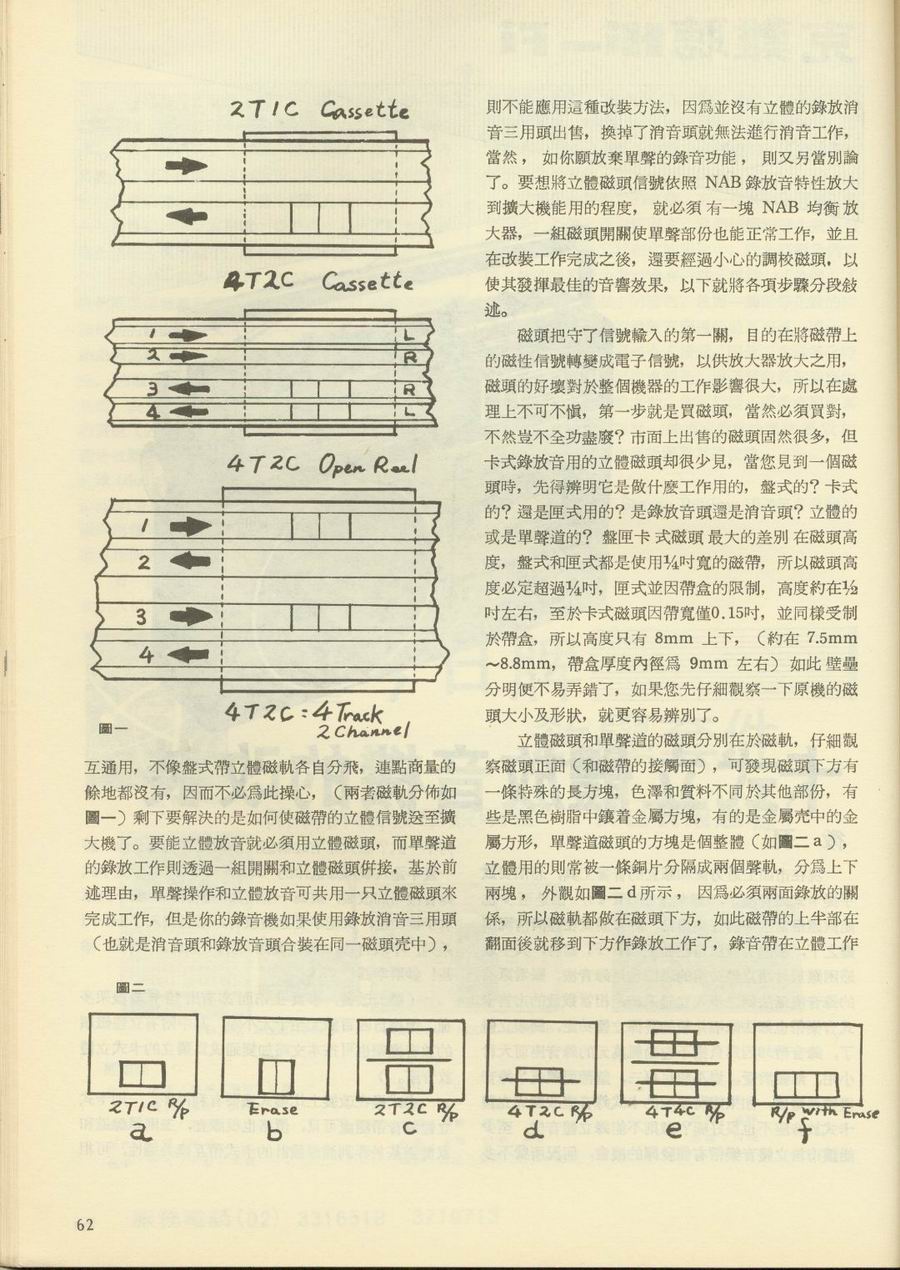 2T1C Cassette
4T2C Cassette
1 L
2 R
3 R
4 L
4T2C Open Reel
1
2
3
4
4T2C:4Track
2Channel
圖一
互通用，不像盤式帶立體磁軌各自分飛，連點商量的
餘地都沒有，因而不必爲此操心，（兩者磁軌分佈如
圖一）剩下要解決的是如何使磁帶的立體信號送至擴
大機了。要能立體放音就必須用立體磁頭，而單聲道
的錄放工作則透過一組開關和立體磁頭倂接，基於前
述理由，單聲操作和立體放音可共用一只立體磁頭來
完成工作，但是你的錄音機如果使用錄放消音三用頭
（也就是消音頭和錄放音頭合裝在同一磁頭壳中），
則不能應用這種改裝方法，因爲並沒有立體的錄放消
音三用頭出售，換掉了消音頭就無法進行消音工作，
當然，如你願放棄單聲的錄音功能，則又另當別論
了。要想將立體磁頭信號依照 NAB 錄放音特性放大
到擴大機能用的程度，就必須有一塊 NAB 均衡放
大器，一組磁頭開關使單聲部份也能正常工作，並且
在改裝工作完成之後，還要經過小心的調校磁頭，以
使其發揮最佳的音響效果，以下就將各項步驟分段敍
述。
磁頭把守了信號輸入的第一關，目的在將磁帶上
的磁性信號轉變成電子信號，以供放大器放大之用，
磁頭的好壞對於整個機器的工作影響很大，所以在處
理上不可不愼，第一步就是買磁頭，當然必須買對，
不然豈不全功盡廢？市面上出售的磁頭固然很多，但
卡式錄放音用的立體磁頭却很少見，當您見到一個磁
頭時，先得辨明它是做什麼工作用的，盤式的？卡式
的？還是匣式用的？是錄放音頭還是消音頭？立體的
或是單聲道的？盤匣卡式磁頭最大的差別在磁頭高
度，盤式和匣式都是使用¼吋寬的磁帶，所以磁頭高
度必定超過¼吋，匣式並因帶盒的限制，高度約在½
吋左右，至於卡式磁頭因帶寬僅0.15吋，並同樣受制
於帶盒，所以高度只有 8mm 上下，（約在 7.5mm
～8.8mm，帶盒厚度內徑爲 9mm 左右）如此壁壘
分明便不易弄錯了，如果您先仔細觀察一下原機的磁
頭大小及形狀，就更容易辨別了。
立體磁頭和單聲道的磁頭分別在於磁軌，仔細觀
察磁頭正面（和磁帶的接觸面），可發現磁頭下方有
一條特殊的長方塊，色澤和質料不同於其他部份，有
些是黑色樹脂中鑲着金屬方塊，有的是金屬壳中的金
屬方形，單聲道磁頭的方塊是個整體（如圖二a），
立體用的則常被一條銅片分隔成兩個聲軌，分爲上下
兩塊，外觀如圖二d所示，因爲必須兩面錄放的關
係，所以磁軌都做在磁頭下方，如此磁帶的上半部在
翻面後就移到下方作錄放工作了，錄音帶在立體工作
圖二
2T1C R/p
a
Erase
b
2T2C R/p
c
4T2C R/p
d
4T4C R/p
e
R/p with Erase
f
62